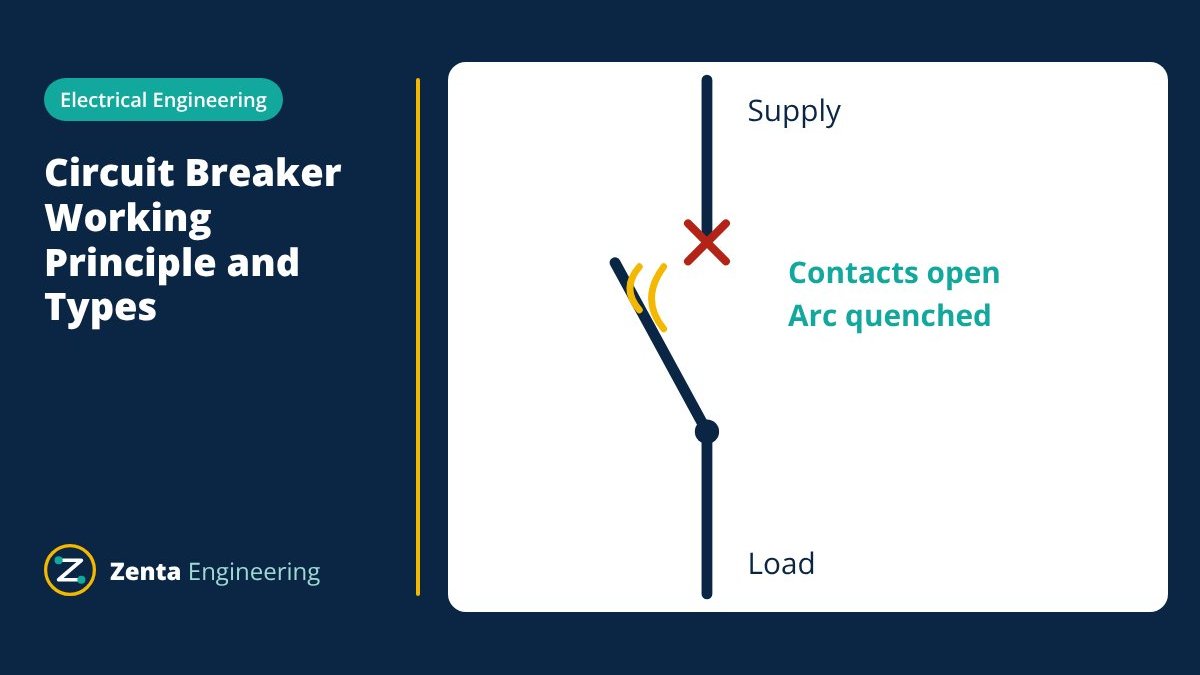 Electrical Engineering
Circuit Breaker
Working
Principle and
Types
Zenta Engineering
Supply
Contacts open
Arc quenched
Load